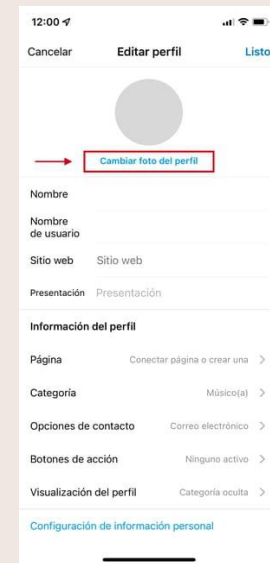 12:00
Cancelar Editar perfil Listo
Cambiar foto del perfil
Nombre
Nombre
de usuario
Sitio web Sitio web
Presentación Presentación
Información del perfil
Página Conectar página o crear una
Categoría Músico(a)
Opciones de contacto Correo electrónico
Botones de acción Ninguno activo
Visualización del perfil Categoría oculta
Configuración de información personal